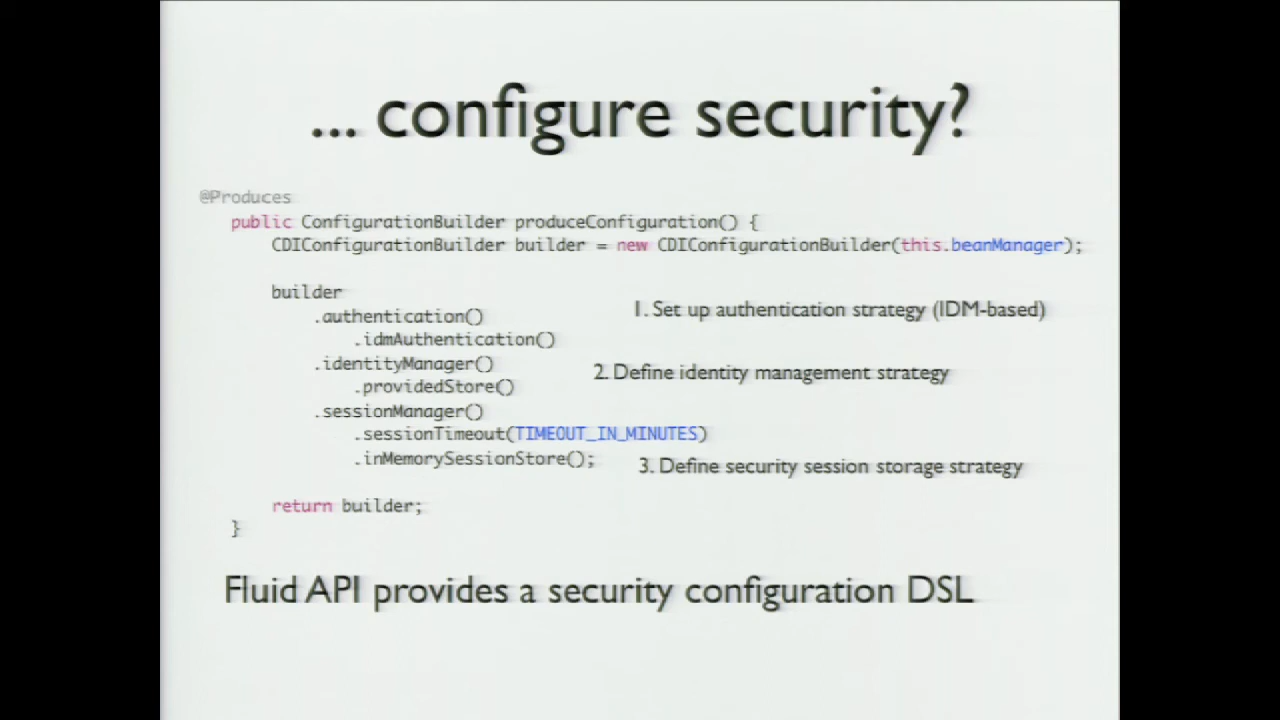 ... configure security?
@Produces
public ConfigurationBuilder produceConfiguration() {
CDIConfigurationBuilder builder = new CDIConfigurationBuilder(this.beanManager);
builder
.authentication()
1. Set up authentication strategy (IDM-based)
.idmAuthentication()
.identityManager()
2. Define identity management strategy
.providedStore()
.sessionManager()
.sessionTimeout(TIMEOUT_IN_MINUTES)
.inMemorySessionStore();
3. Define security session storage strategy
return builder;
}
Fluid API provides a security configuration DSL